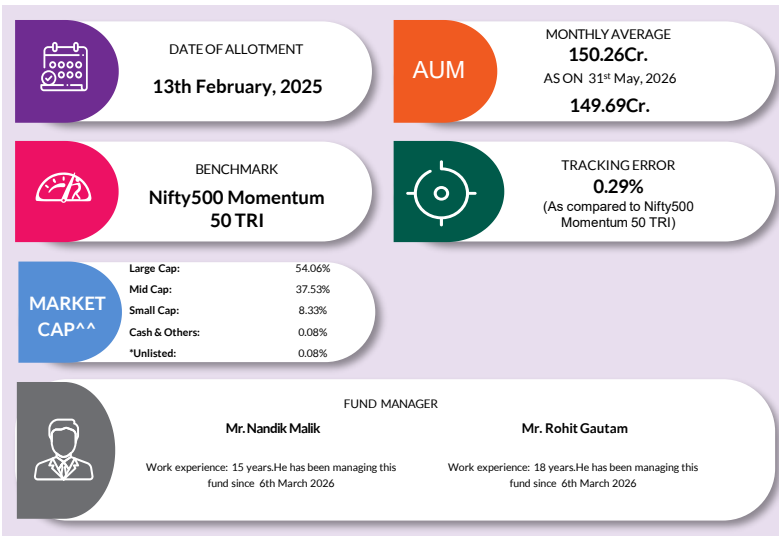 DATE OF ALLOTMENT
13th February, 2025
AUM
MONTHLY AVERAGE
150.26Cr.
AS ON 31st May, 2026
149.69Cr.
BENCHMARK
Nifty500 Momentum
50 TRI
TRACKING ERROR
0.29%
(As compared to Nifty500
Momentum 50 TRI)
MARKET
CAP^^
Large Cap: 54.06%
Mid Cap: 37.53%
Small Cap: 8.33%
Cash & Others: 0.08%
*Unlisted: 0.08%
FUND MANAGER
Mr. Nandik Malik
Work experience: 15 years.He has been managing this
fund since 6th March 2026
Mr. Rohit Gautam
Work experience: 18 years.He has been managing this
fund since 6th March 2026